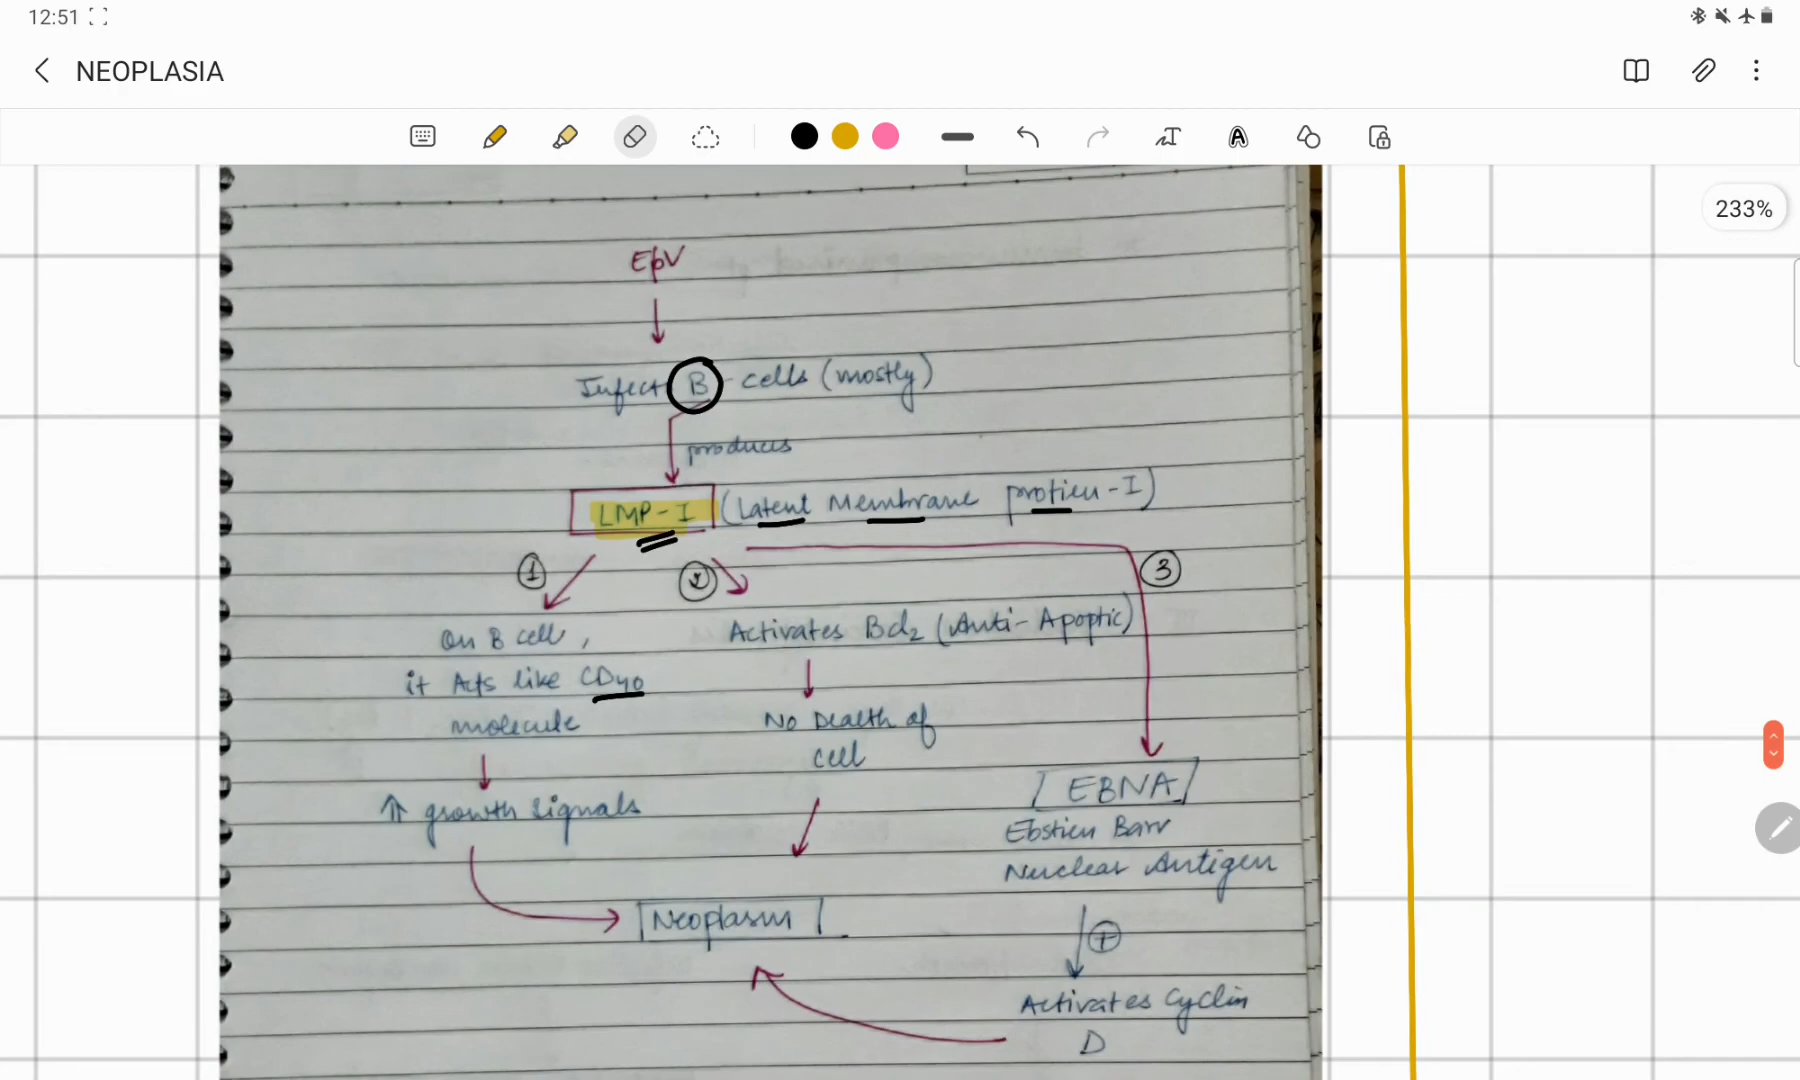 12:51
NEOPLASIA
233%
EbV
Infect B - cells (mostly)
produces
LMP-I (Latent Membrane protien-I)
1
2
3
On B cell,
it Acts like CD40
molecule
↑ growth signals
Activates Bcl2 (Anti-Apoptic)
No Death of
cell
Neoplasm
EBNA
Ebstien Barr
Nuclear Antigen
+
Activates Cyclin
D